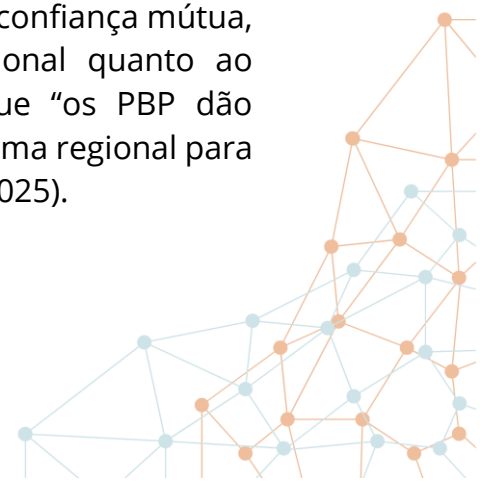 confiança mútua,
onal quanto ao
ue “os PBP dão
ma regional para
025).